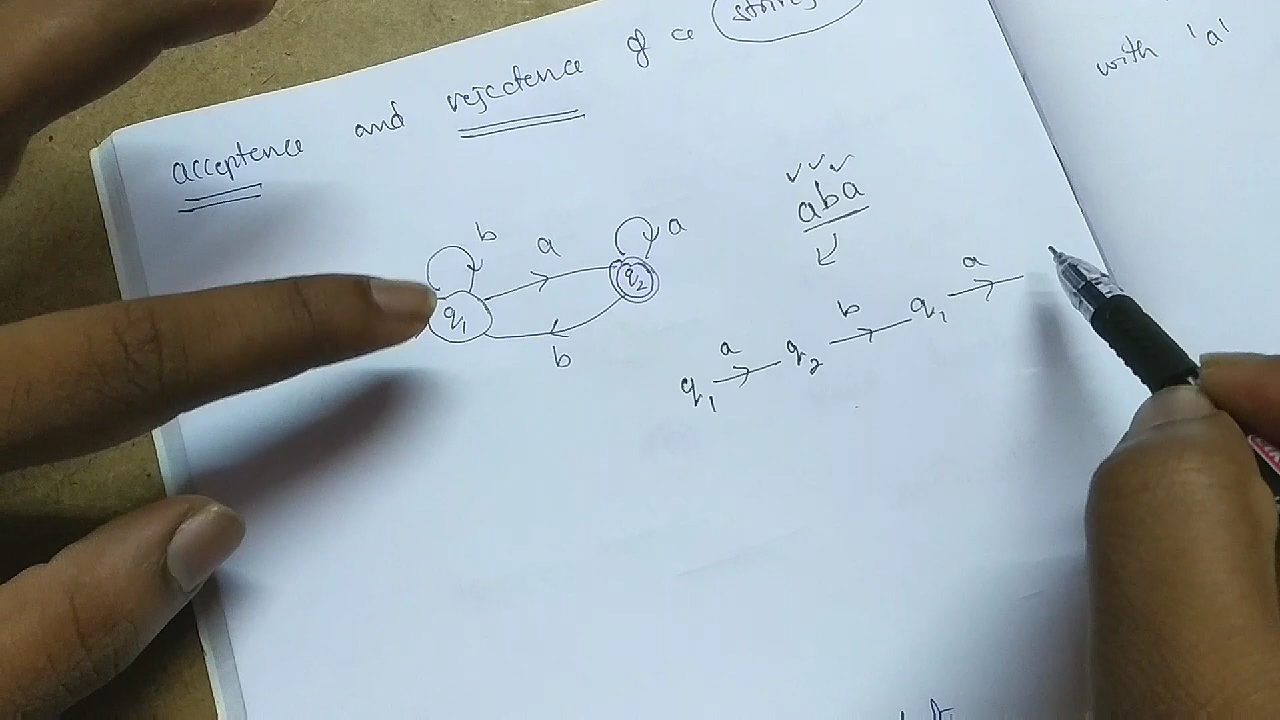 acceptence and rejectence of a string
with 'a'
aba
b a a
q1 q2
b
q1 a q2 b q1 a